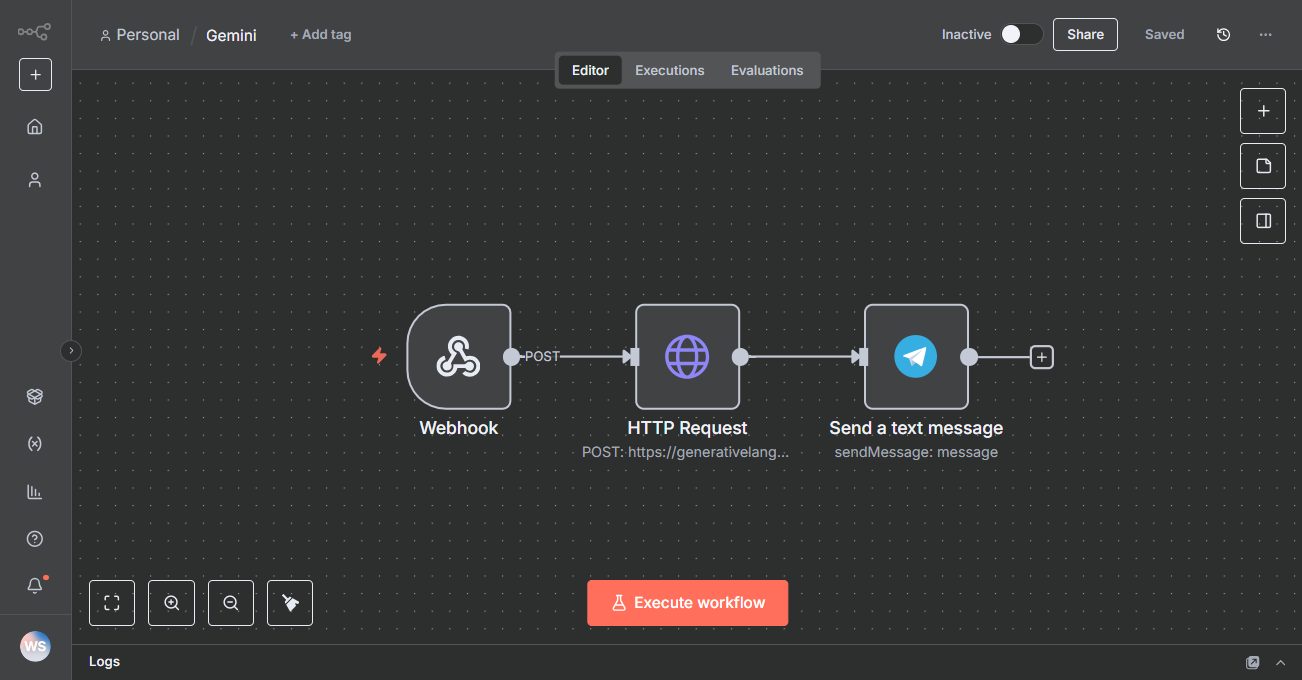 Personal / Gemini + Add tag
Inactive Share Saved
Editor Executions Evaluations
POST
Webhook
HTTP Request
POST: https://generativelang...
Send a text message
sendMessage: message
Execute workflow
WS
Logs